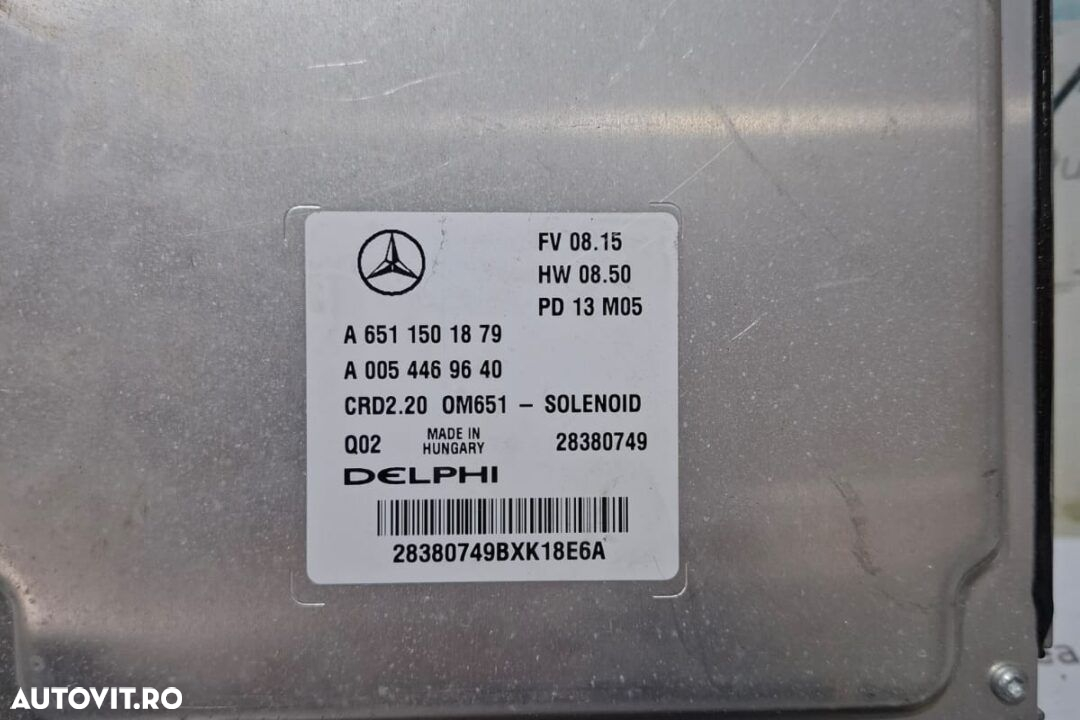 FV 08.15
HW 08.50
PD 13 M05
A 651 150 18 79
A 005 446 96 40
CRD2.20 OM651 – SOLENOID
Q02 MADE IN HUNGARY 28380749
DELPHI
28380749BXK18E6A
AUTOVIT.RO